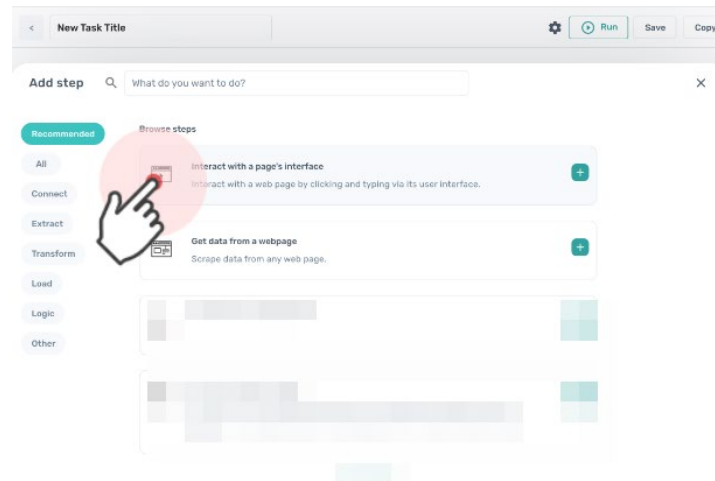 < New Task Title
Run Save Copy
Add step What do you want to do?
Recommended
All
Connect
Extract
Transform
Load
Logic
Other
Browse steps
Interact with a page's interface
Interact with a web page by clicking and typing via its user interface.
Get data from a webpage
Scrape data from any web page.